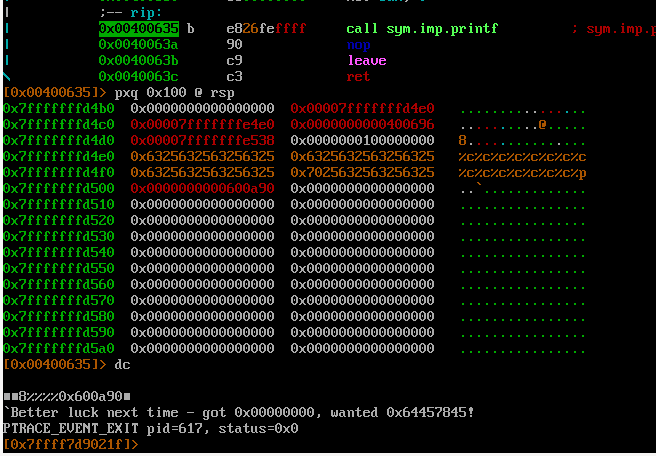 ;-- rip:
0x00400635 b e826feffff call sym.imp.printf ; sym.imp
0x0040063a 90 nop
0x0040063b c9 leave
0x0040063c c3 ret
[0x00400635]> pxq 0x100 @ rsp
0x7fffffffd4b0 0x0000000000000000 0x00007fffffffd4e0 ................
0x7fffffffd4c0 0x00007fffffffe4e0 0x0000000000400696 ..........@.....
0x7fffffffd4d0 0x00007fffffffe538 0x0000000100000000 8...............
0x7fffffffd4e0 0x6325632563256325 0x6325632563256325 %c%c%c%c%c%c%c%c
0x7fffffffd4f0 0x6325632563256325 0x7025632563256325 %c%c%c%c%c%c%c%p
0x7fffffffd500 0x0000000000600a90 0x0000000000000000 ..`.............
0x7fffffffd510 0x0000000000000000 0x0000000000000000 ................
0x7fffffffd520 0x0000000000000000 0x0000000000000000 ................
0x7fffffffd530 0x0000000000000000 0x0000000000000000 ................
0x7fffffffd540 0x0000000000000000 0x0000000000000000 ................
0x7fffffffd550 0x0000000000000000 0x0000000000000000 ................
0x7fffffffd560 0x0000000000000000 0x0000000000000000 ................
0x7fffffffd570 0x0000000000000000 0x0000000000000000 ................
0x7fffffffd580 0x0000000000000000 0x0000000000000000 ................
0x7fffffffd590 0x0000000000000000 0x0000000000000000 ................
0x7fffffffd5a0 0x0000000000000000 0x0000000000000000 ................
[0x00400635]> dc
■■8%%%%0x600a90■
`Better luck next time - got 0x00000000, wanted 0x64457845!
PTRACE_EVENT_EXIT pid=617, status=0x0
[0x7ffff7d9021f]>